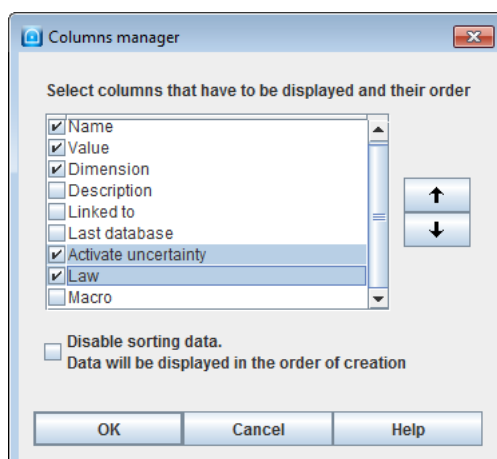 Columns manager
Select columns that have to be displayed and their order
Name
Value
Dimension
Description
Linked to
Last database
Activate uncertainty
Law
Macro
Disable sorting data.
Data will be displayed in the order of creation
OK Cancel Help